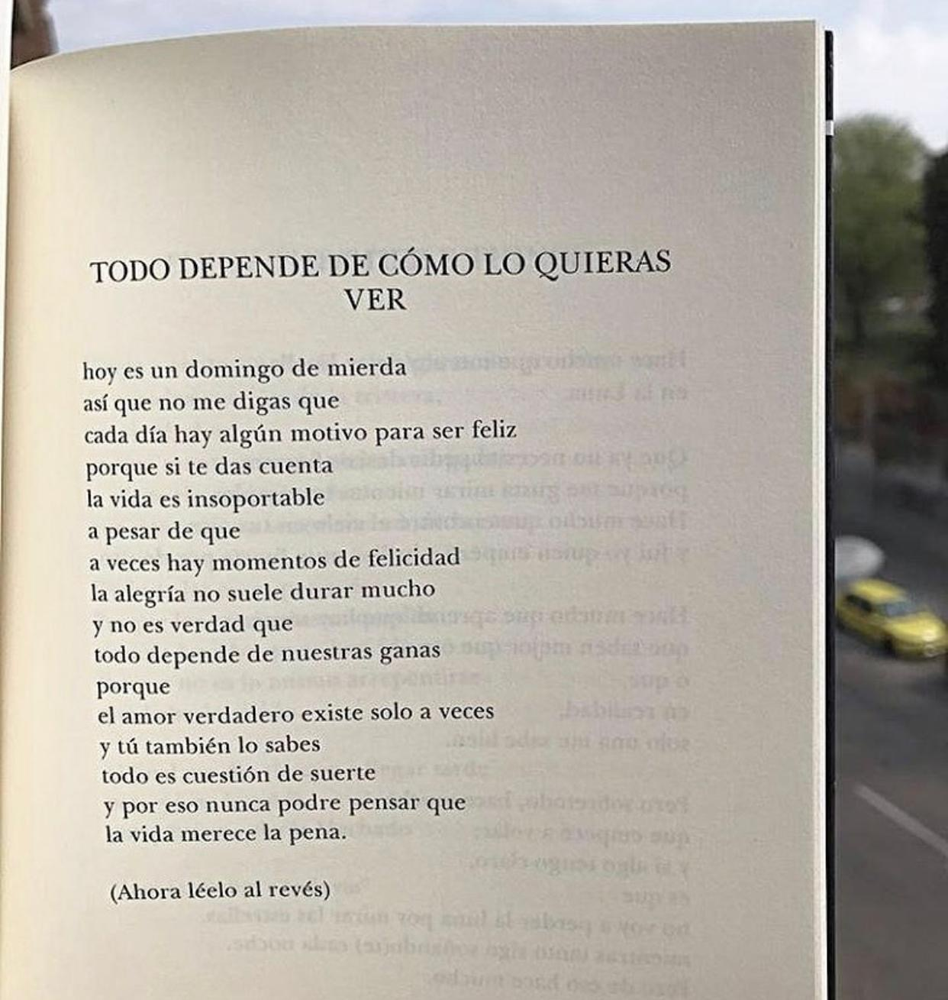 TODO DEPENDE DE CÓMO LO QUIERAS
VER
hoy es un domingo de mierda
así que no me digas que
cada día hay algún motivo para ser feliz
porque si te das cuenta
la vida es insoportable
a pesar de que
a veces hay momentos de felicidad
la alegría no suele durar mucho
y no es verdad que
todo depende de nuestras ganas
porque
el amor verdadero existe solo a veces
y tú también lo sabes
todo es cuestión de suerte
y por eso nunca podre pensar que
la vida merece la pena.
(Ahora léelo al revés)